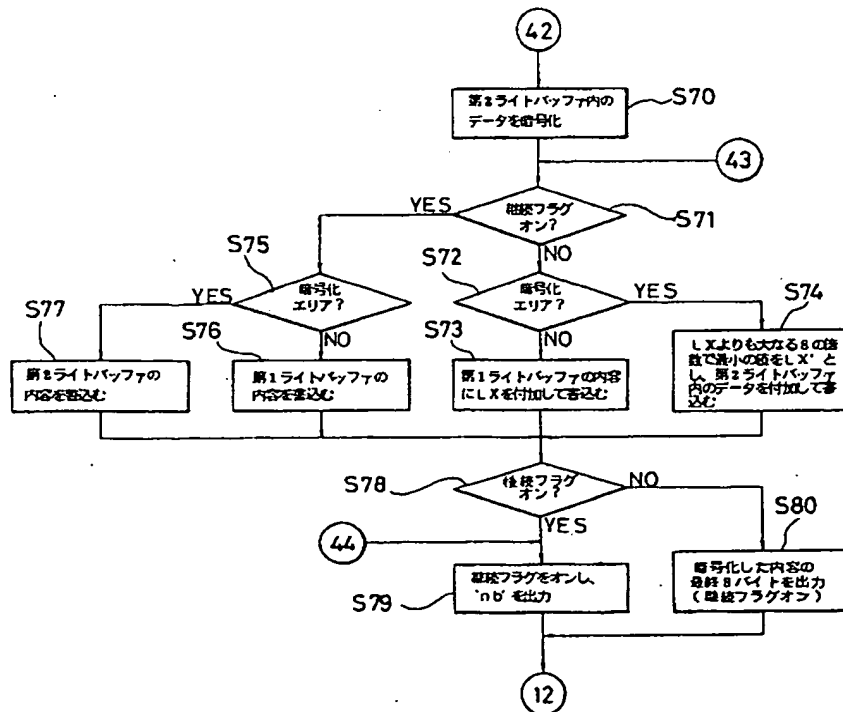 42
第2ライトバッファ内の
データを暗号化
S70
43
YES
継続フラグ
オン?
S71
NO
S75
S72
YES
暗号化
エリア?
NO
暗号化
エリア?
YES
NO
S77
S76
S73
S74
第2ライトバッファの
内容を書込む
第1ライトバッファの
内容を書込む
第1ライトバッファの内容
にLXを付加して書込む
LXよりも大なる8の倍
数で最小の値をLX'と
し、第2ライトバッファ
内のデータを付加して書
込む
S78
後続フラグ
オン?
NO
YES
44
S80
S79
継続フラグをオンし、
'nb'を出力
暗号化した内容の
最終8バイトを出力
(継続フラグオン)
12